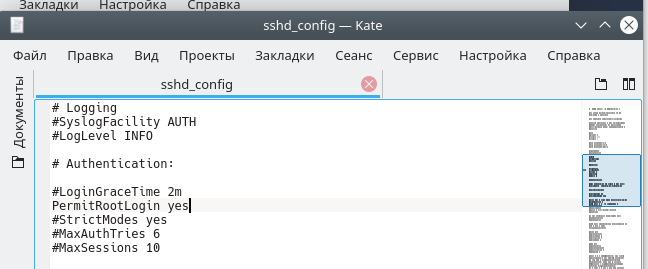 Закладки Настройка Справка
sshd_config — Kate
Файл Правка Вид Проекты Закладки Сеанс Сервис Настройка Справка
sshd_config
Документы
# Logging
#SyslogFacility AUTH
#LogLevel INFO
# Authentication:
#LoginGraceTime 2m
PermitRootLogin yes
#StrictModes yes
#MaxAuthTries 6
#MaxSessions 10